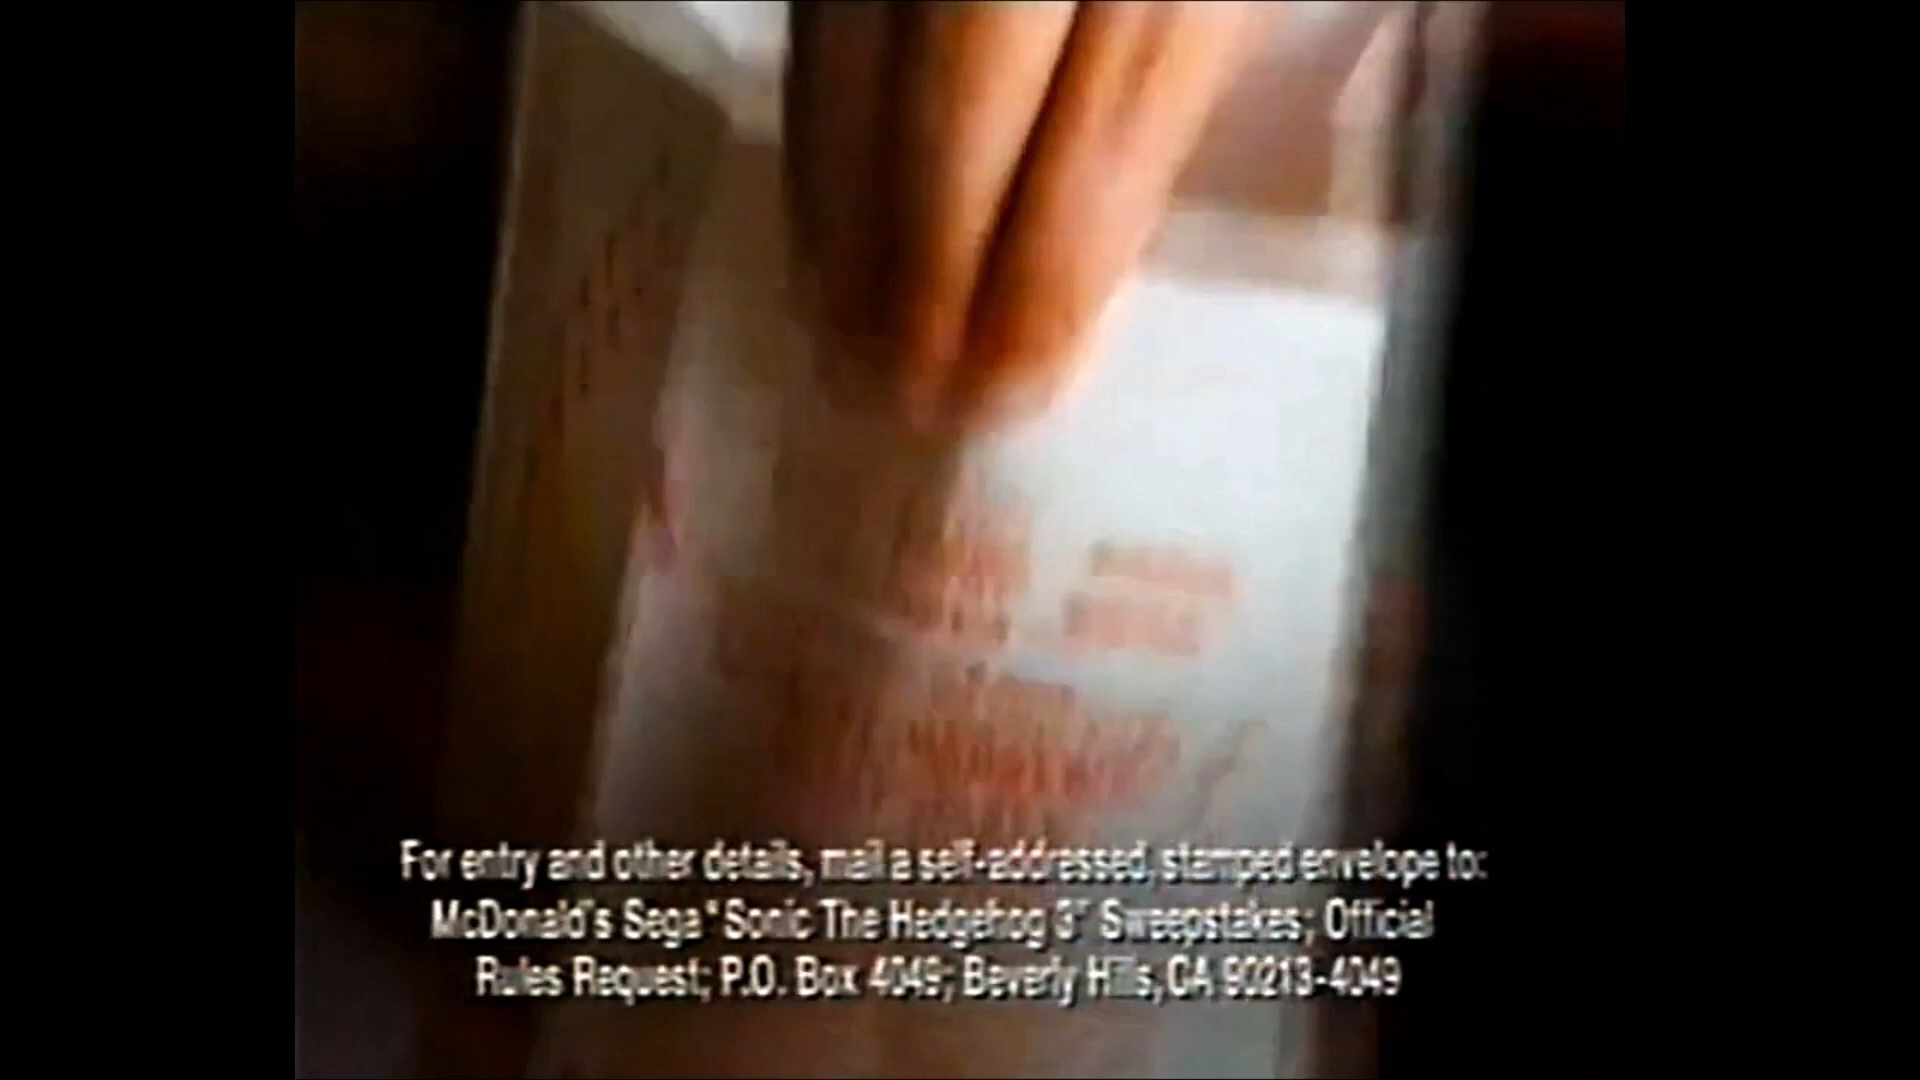 For entry and other details, mail a self-addressed, stamped envelope to:
McDonald's Sega® Sonic The Hedgehog 3™ Sweepstakes; Official
Rules Request; P.O. Box 4049; Beverly Hills, CA 90213-4049